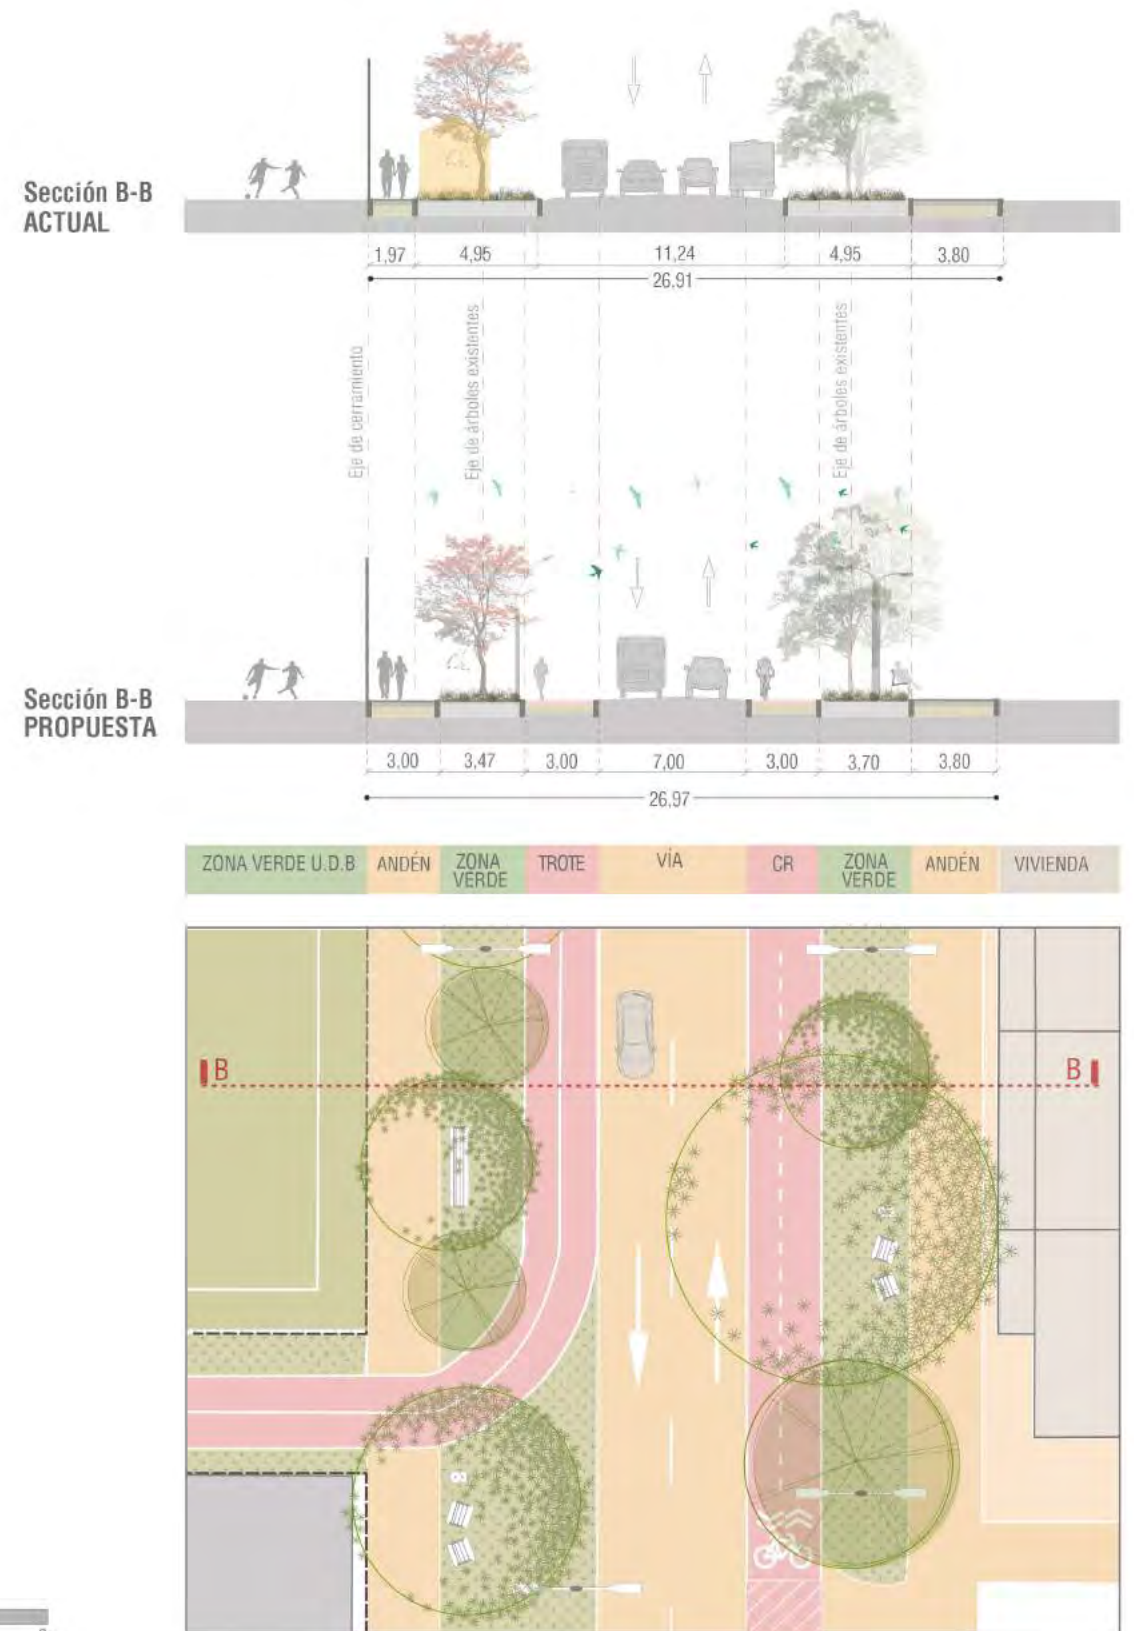 Sección B-B
ACTUAL
1,97 4,95 11,24 4,95 3.80
26.91
Eje de cerramiento
Eje de árboles existentes
Eje de árboles existentes
Sección B-B
PROPUESTA
3,00 3,47 3.00 7,00 3,00 3,70 3,80
26.97
ZONA VERDE U.D.B ANDÉN ZONA VERDE TROTE VÍA CR ZONA VERDE ANDÉN VIVIENDA
B B